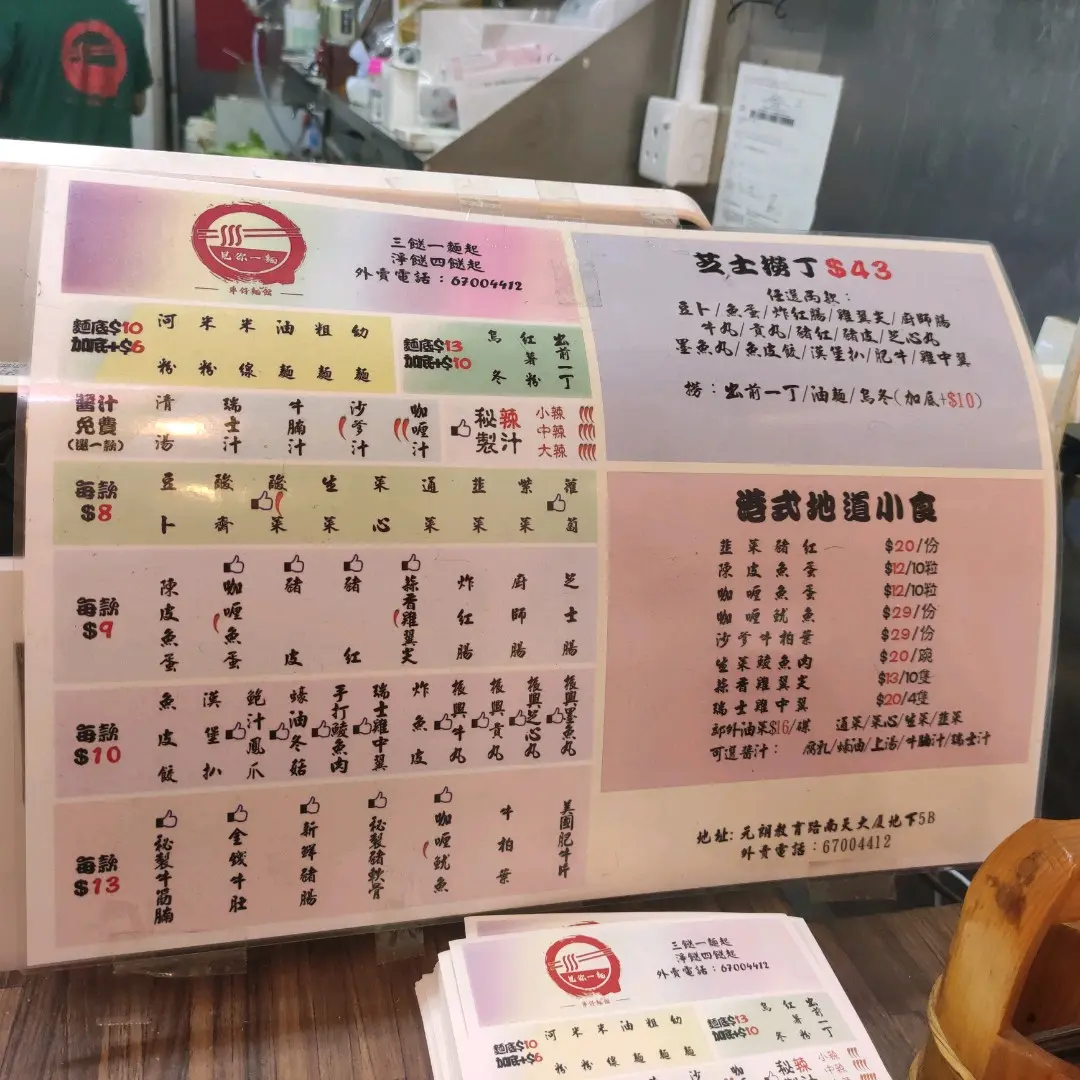 見你一麵
車仔麵館
三餸一麵起
淨餸四餸起
外賣電話：67004412
麵底$10
加底+$6
河粉 米粉 米線 油麵 粗麵 幼麵
麵底$13
加底+$10
烏冬 紅薯粉 出前一丁
醬汁
免費
(選一款)
清湯 瑞士汁 牛腩汁 沙爹汁 咖喱汁
秘製辣汁
小辣
中辣
大辣
每款
$8
豆卜 酸齋 酸菜 生菜 菜心 通菜 韮菜 紫菜 蘿蔔
每款
$9
陳皮魚蛋 咖喱魚蛋 豬皮 豬紅 蒜香雞翼尖 炸紅腸 廚師腸 芝士腸
每款
$10
魚皮餃 漢堡扒 鮑汁鳳爪 蠔油冬菇 手打鯪魚肉 瑞士雞中翼 炸魚皮 振興牛丸 振興貢丸 振興芝心丸 振興墨魚丸
每款
$13
秘製牛筋腩 金錢牛肚 新鮮豬腸 秘製豬軟骨 咖喱魷魚 牛柏葉 美國肥牛片
芝士撈丁$43
任選兩款：
豆卜/魚蛋/炸紅腸/雞翼尖/廚師腸
牛丸/貢丸/豬紅/豬皮/芝心丸
墨魚丸/魚皮餃/漢堡扒/肥牛/雞中翼
撈：出前一丁/油麵/烏冬(加底+$10)
港式地道小食
韮菜豬紅 $20/份
陳皮魚蛋 $12/10粒
咖喱魚蛋 $12/10粒
咖喱魷魚 $29/份
沙爹牛柏葉 $29/份
生菜鯪魚肉 $20/碗
蒜香雞翼尖 $13/10隻
瑞士雞中翼 $20/4隻
郊外油菜$16/碟 通菜/菜心/生菜/韮菜
可選醬汁： 腐乳/蠔油/上湯/牛腩汁/瑞士汁
地址：元朗教育路南天大廈地下5B
外賣電話：67004412
見你一麵
車仔麵館
三餸一麵起
淨餸四餸起
外賣電話：67004412
麵底$10
加底+$6
河粉 米粉 米線 油麵 粗麵 幼麵
麵底$13
加底+$10
烏冬 紅薯粉 出前一丁
秘辣
小辣
中辣